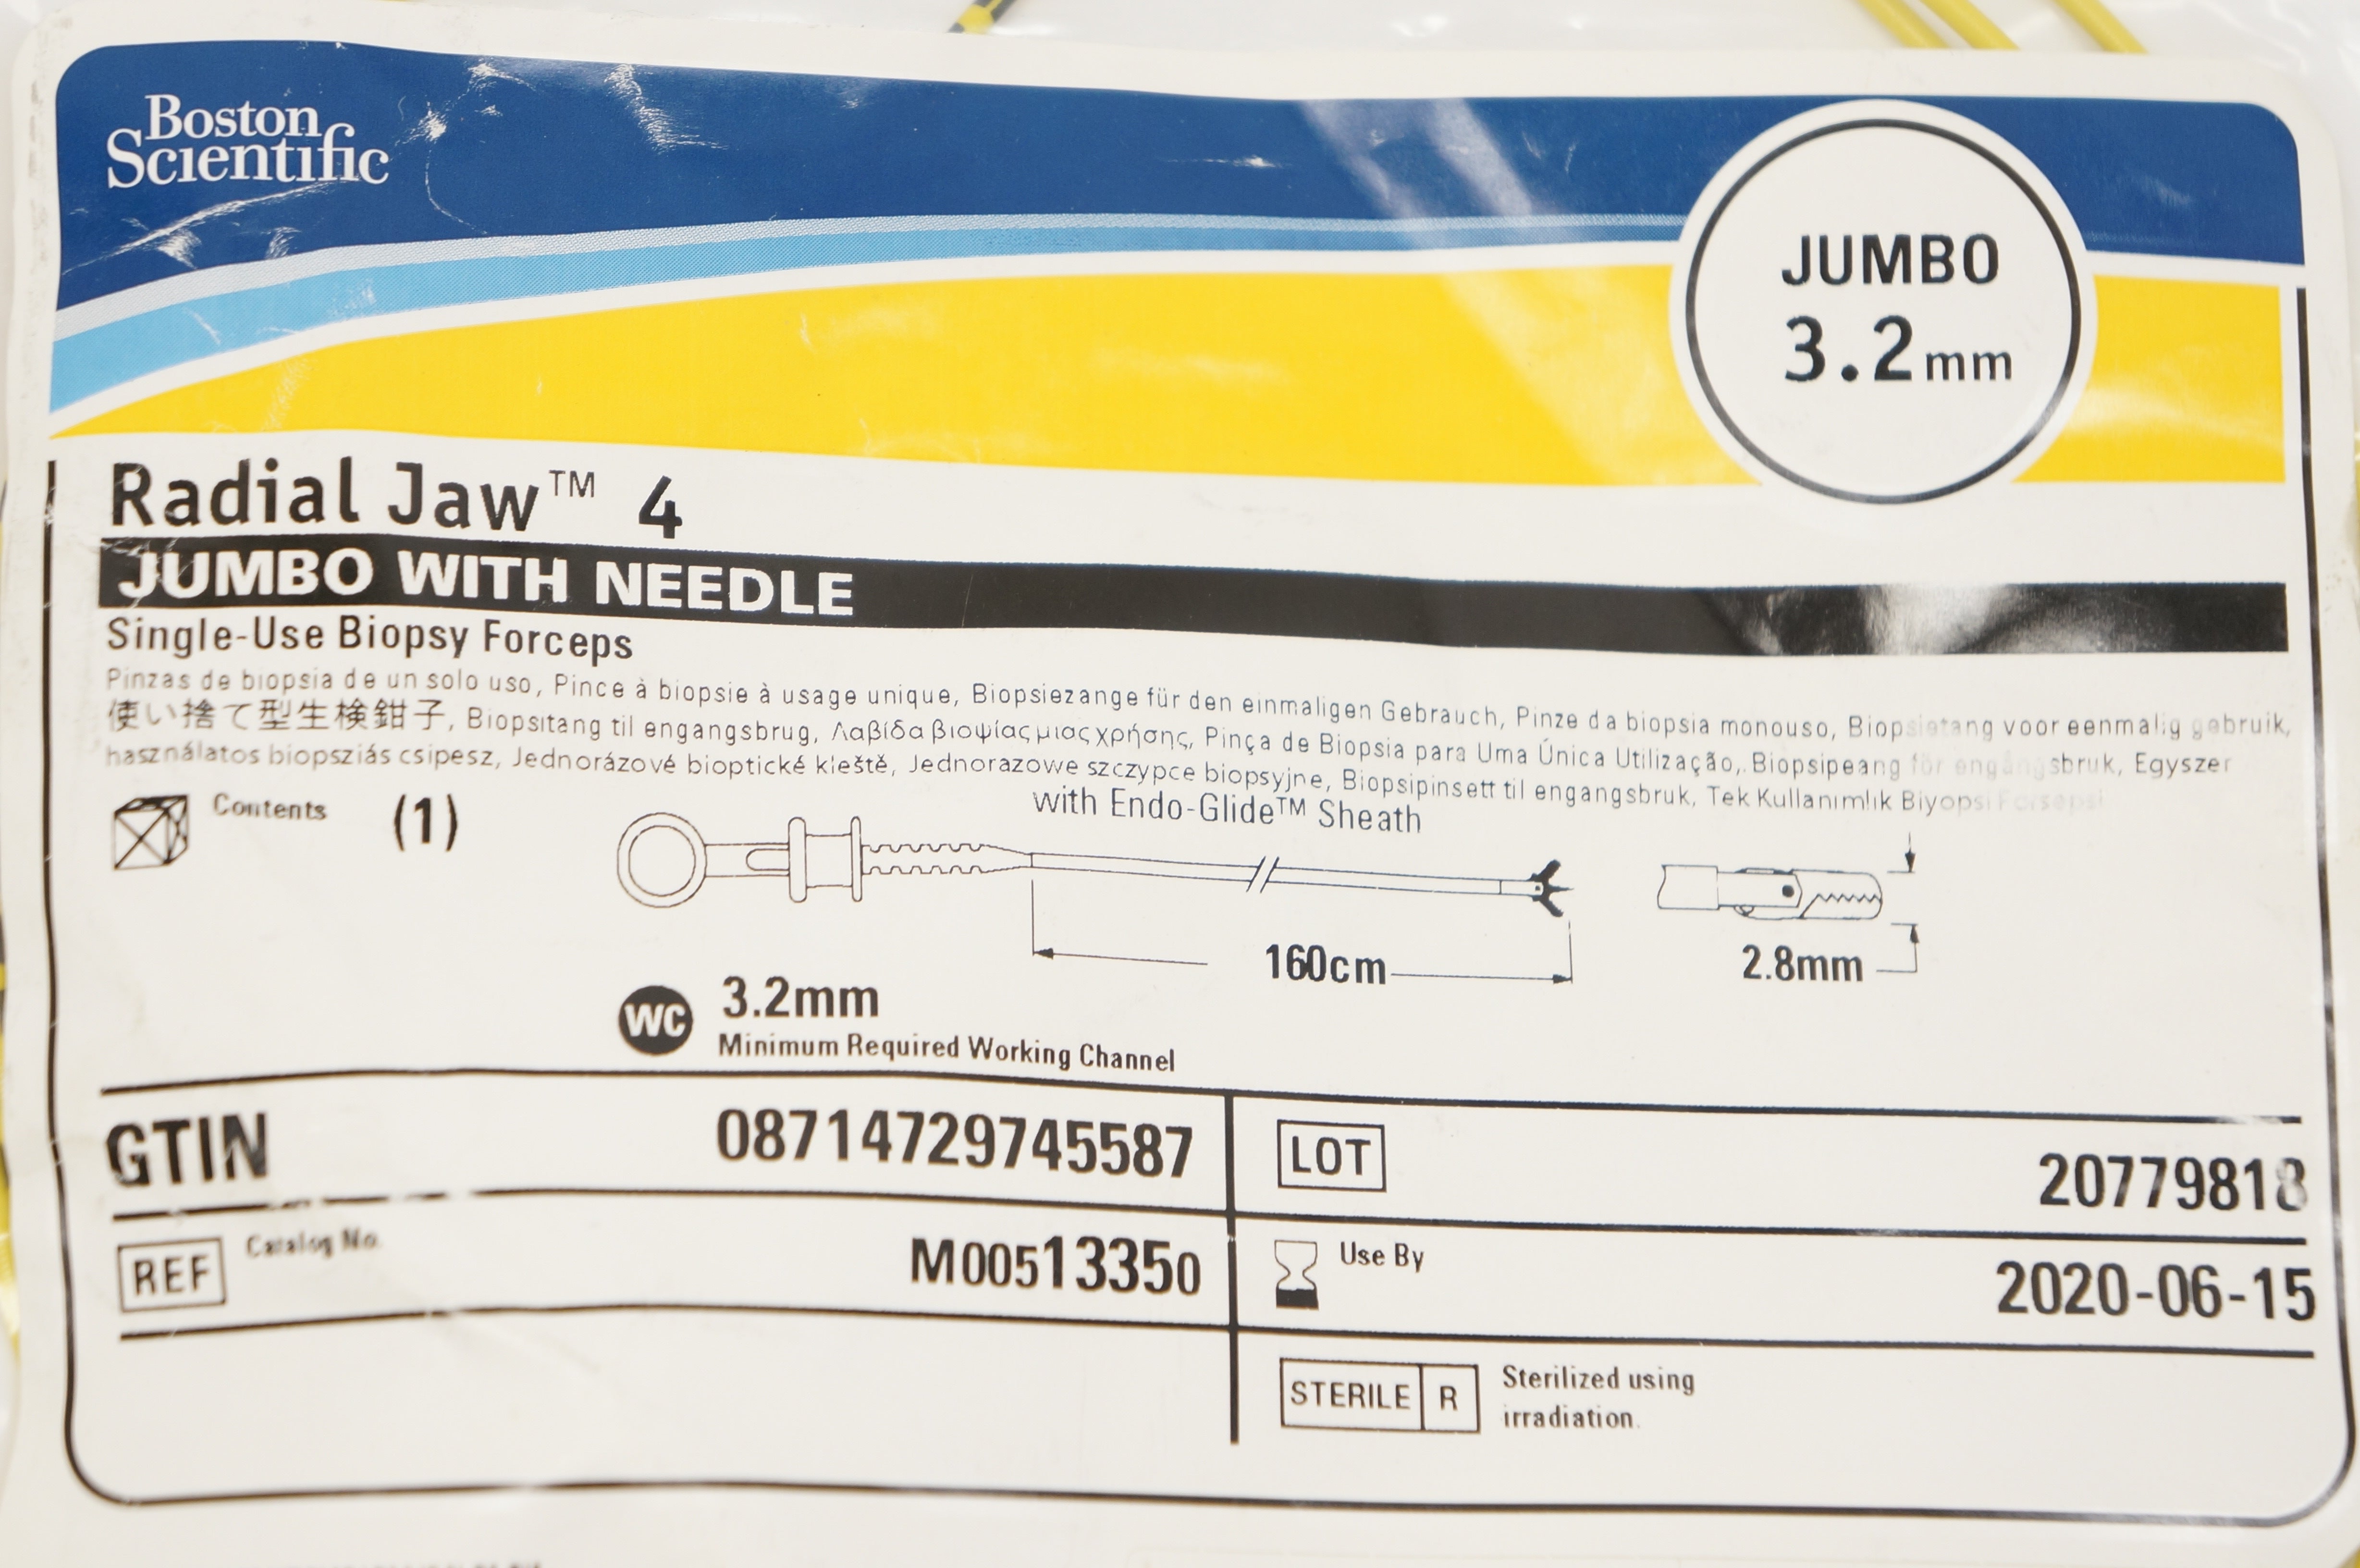 Boston
Scientific
JUMBO
3.2mm
Radial Jaw™ 4
JUMBO WITH NEEDLE
Single-Use Biopsy Forceps
Pinzas de biopsia de un solo uso, Pince à biopsie à usage unique, Biopsiezange für den einmaligen Gebrauch, Pinze da biopsia monouso, Biopsietang voor eenmalig gebruik,
使い捨て型生検鉗子, Biopsitang til engangsbrug, Λαβίδα βιοψίας μιας χρήσης, Pinça de Biopsia para Uma Única Utilização, Biopsipeang för engångsbruk, Egyszer
használatos biopsziás csipesz, Jednorázové bioptické kleště, Jednorazowe szczypce biopsyjne, Biopsipinsett til engangsbruk, Tek Kullanımlık Biyopsi Forsepsi
with Endo-Glide™ Sheath
Contents (1)
160cm
2.8mm
WC 3.2mm
Minimum Required Working Channel
GTIN 08714729745587
LOT 20779818
REF Catalog No. M00513350
Use By 2020-06-15
STERILE R Sterilized using
irradiation.